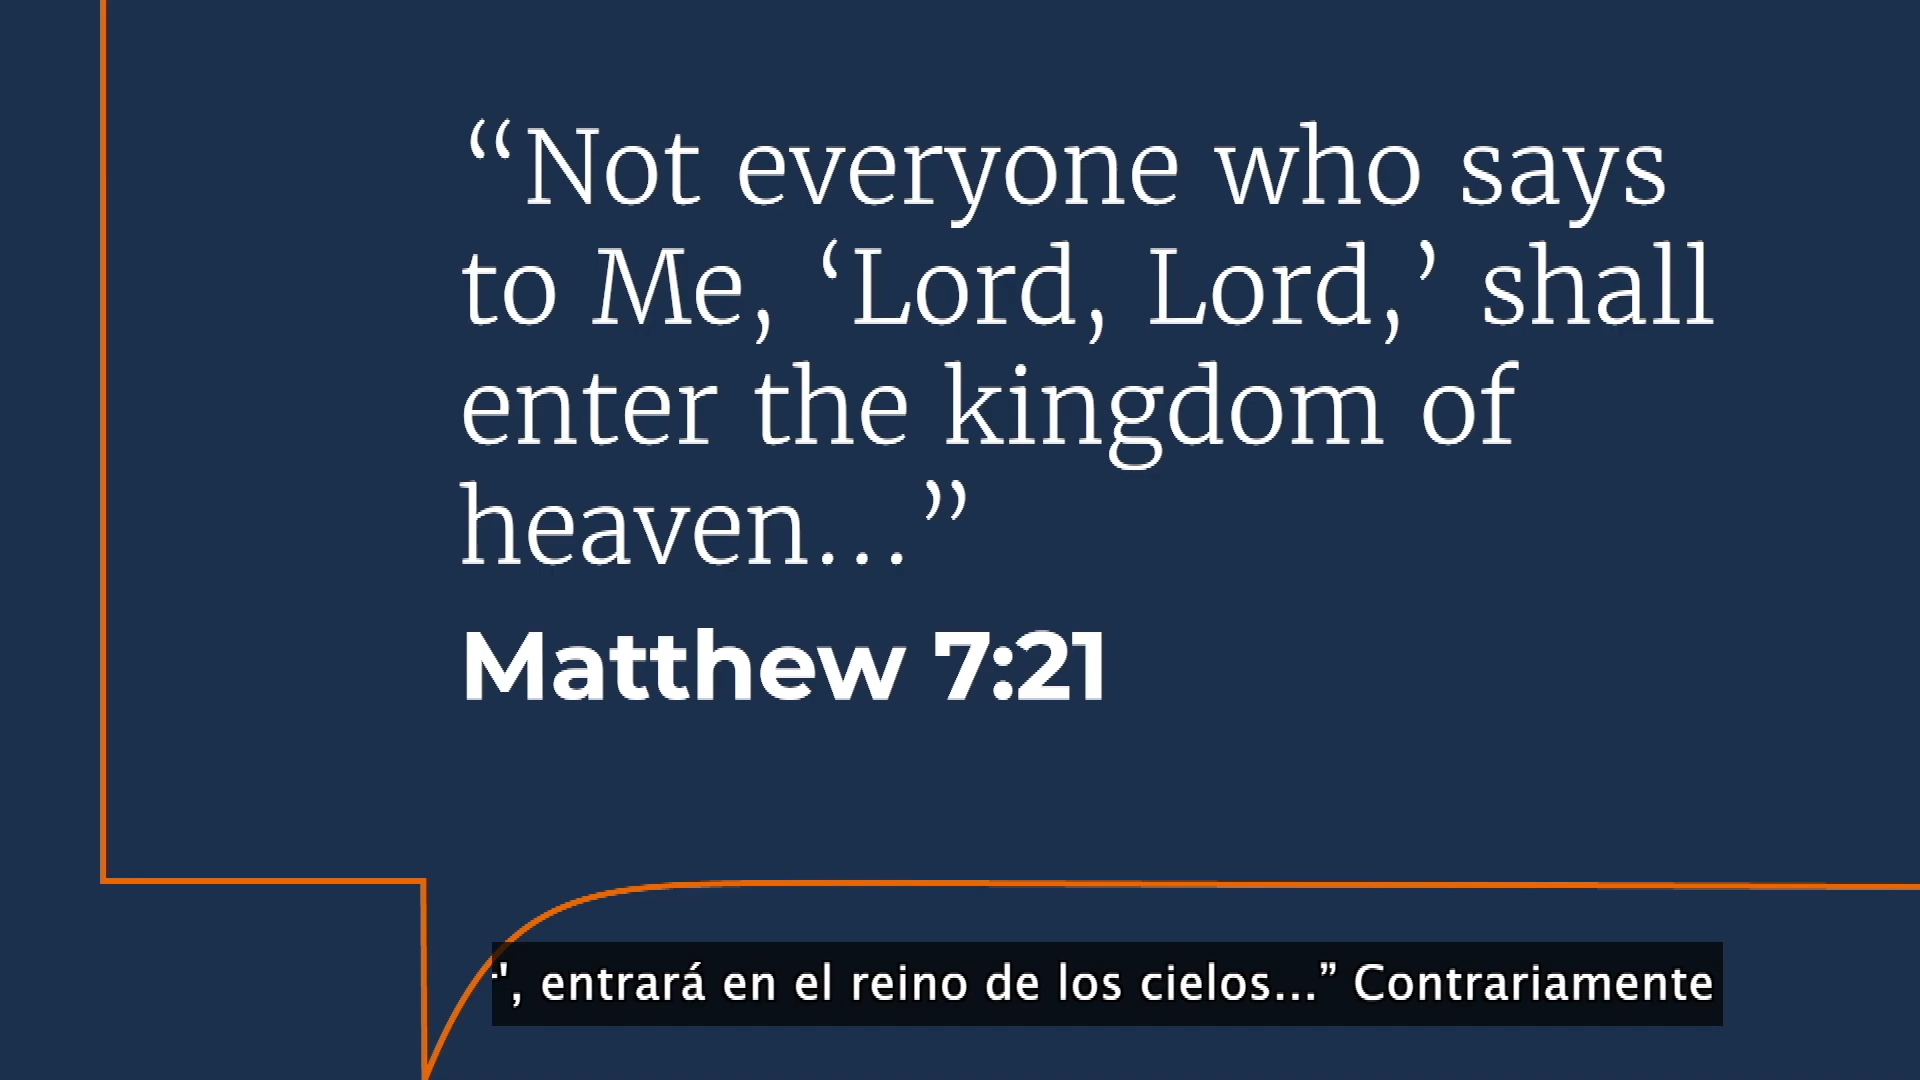 “Not everyone who says
to Me, ‘Lord, Lord,’ shall
enter the kingdom of
heaven...”
Matthew 7:21
', entrará en el reino de los cielos...” Contrariamente